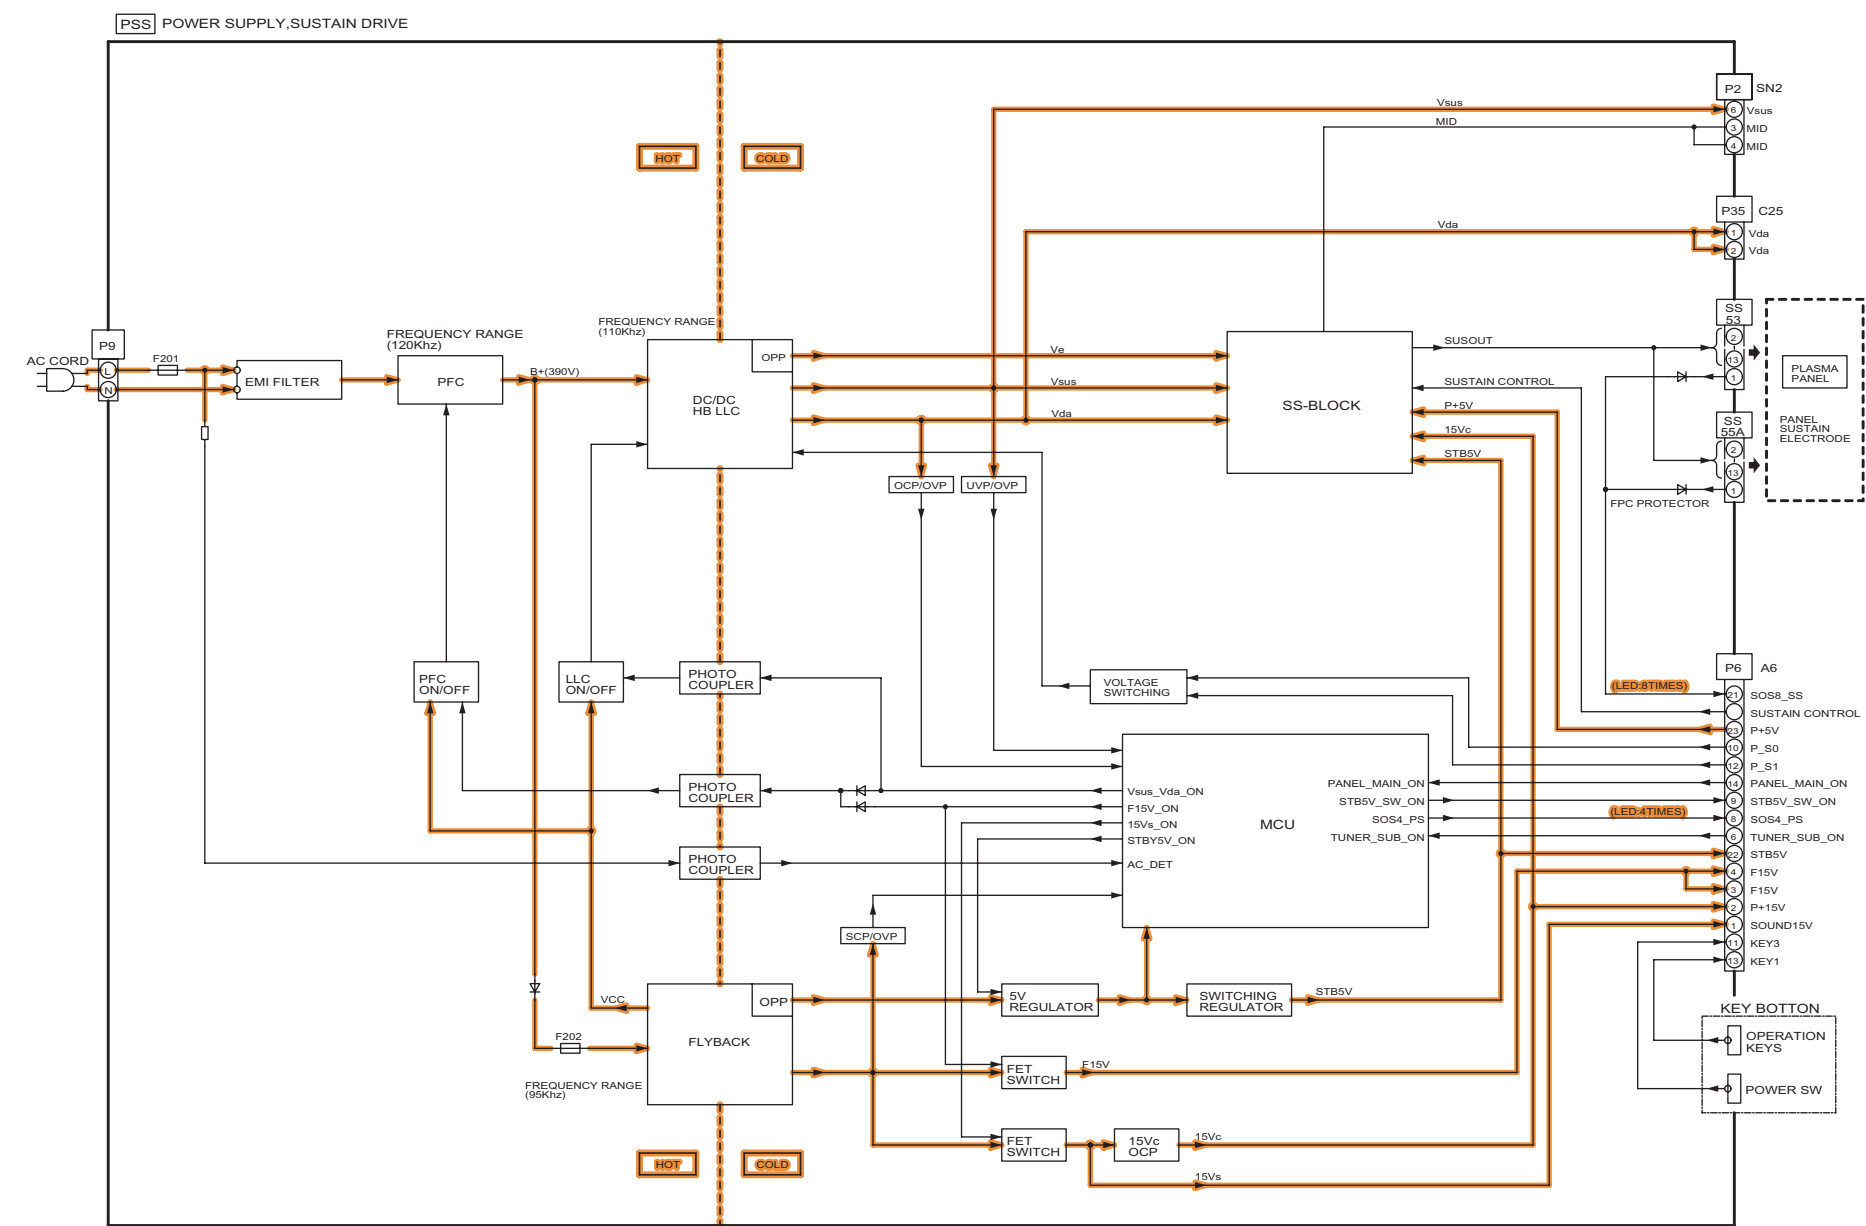 PSS POWER SUPPLY,SUSTAIN DRIVE
P2 SN2
6 Vsus
3 MID
4 MID
Vsus
MID
HOT
COLD
P35 C25
1 Vda
2 Vda
Vda
SS
53
2
13
1
SS
55A
2
13
1
FPC PROTECTOR
PLASMA
PANEL
PANEL
SUSTAIN
ELECTRODE
AC CORD
P9
L
N
F201
EMI FILTER
FREQUENCY RANGE
(120Khz)
PFC
B+(390V)
FREQUENCY RANGE
(110Khz)
OPP
DC/DC
HB LLC
Ve
Vsus
Vda
OCP/OVP
UVP/OVP
SS-BLOCK
SUSOUT
SUSTAIN CONTROL
P+5V
15Vc
STB5V
PFC
ON/OFF
LLC
ON/OFF
PHOTO
COUPLER
PHOTO
COUPLER
PHOTO
COUPLER
VOLTAGE
SWITCHING
MCU
Vsus_Vda_ON
F15V_ON
15Vs_ON
STBY5V_ON
AC_DET
PANEL_MAIN_ON
STB5V_SW_ON
SOS4_PS
TUNER_SUB_ON
(LED:8TIMES)
(LED:4TIMES)
P6 A6
21 SOS8_SS
SUSTAIN CONTROL
23 P+5V
10 P_S0
12 P_S1
14 PANEL_MAIN_ON
9 STB5V_SW_ON
8 SOS4_PS
6 TUNER_SUB_ON
22 STB5V
4 F15V
3 F15V
2 P+15V
1 SOUND15V
11 KEY3
13 KEY1
SCP/OVP
VCC
OPP
FLYBACK
F202
FREQUENCY RANGE
(95Khz)
5V
REGULATOR
SWITCHING
REGULATOR
STB5V
FET
SWITCH
F15V
FET
SWITCH
15Vc
OCP
15Vc
15Vs
KEY BOTTON
OPERATION
KEYS
POWER SW
HOT
COLD